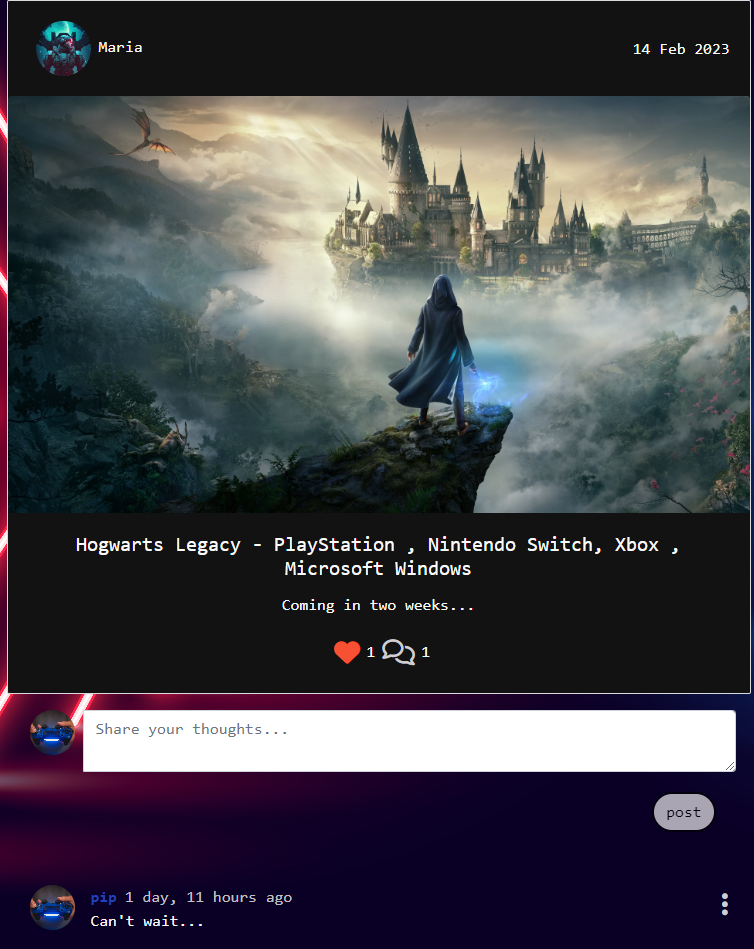 Maria
14 Feb 2023
Hogwarts Legacy - PlayStation , Nintendo Switch, Xbox ,
Microsoft Windows
Coming in two weeks...
1 1
Share your thoughts...
post
pip 1 day, 11 hours ago
Can't wait...